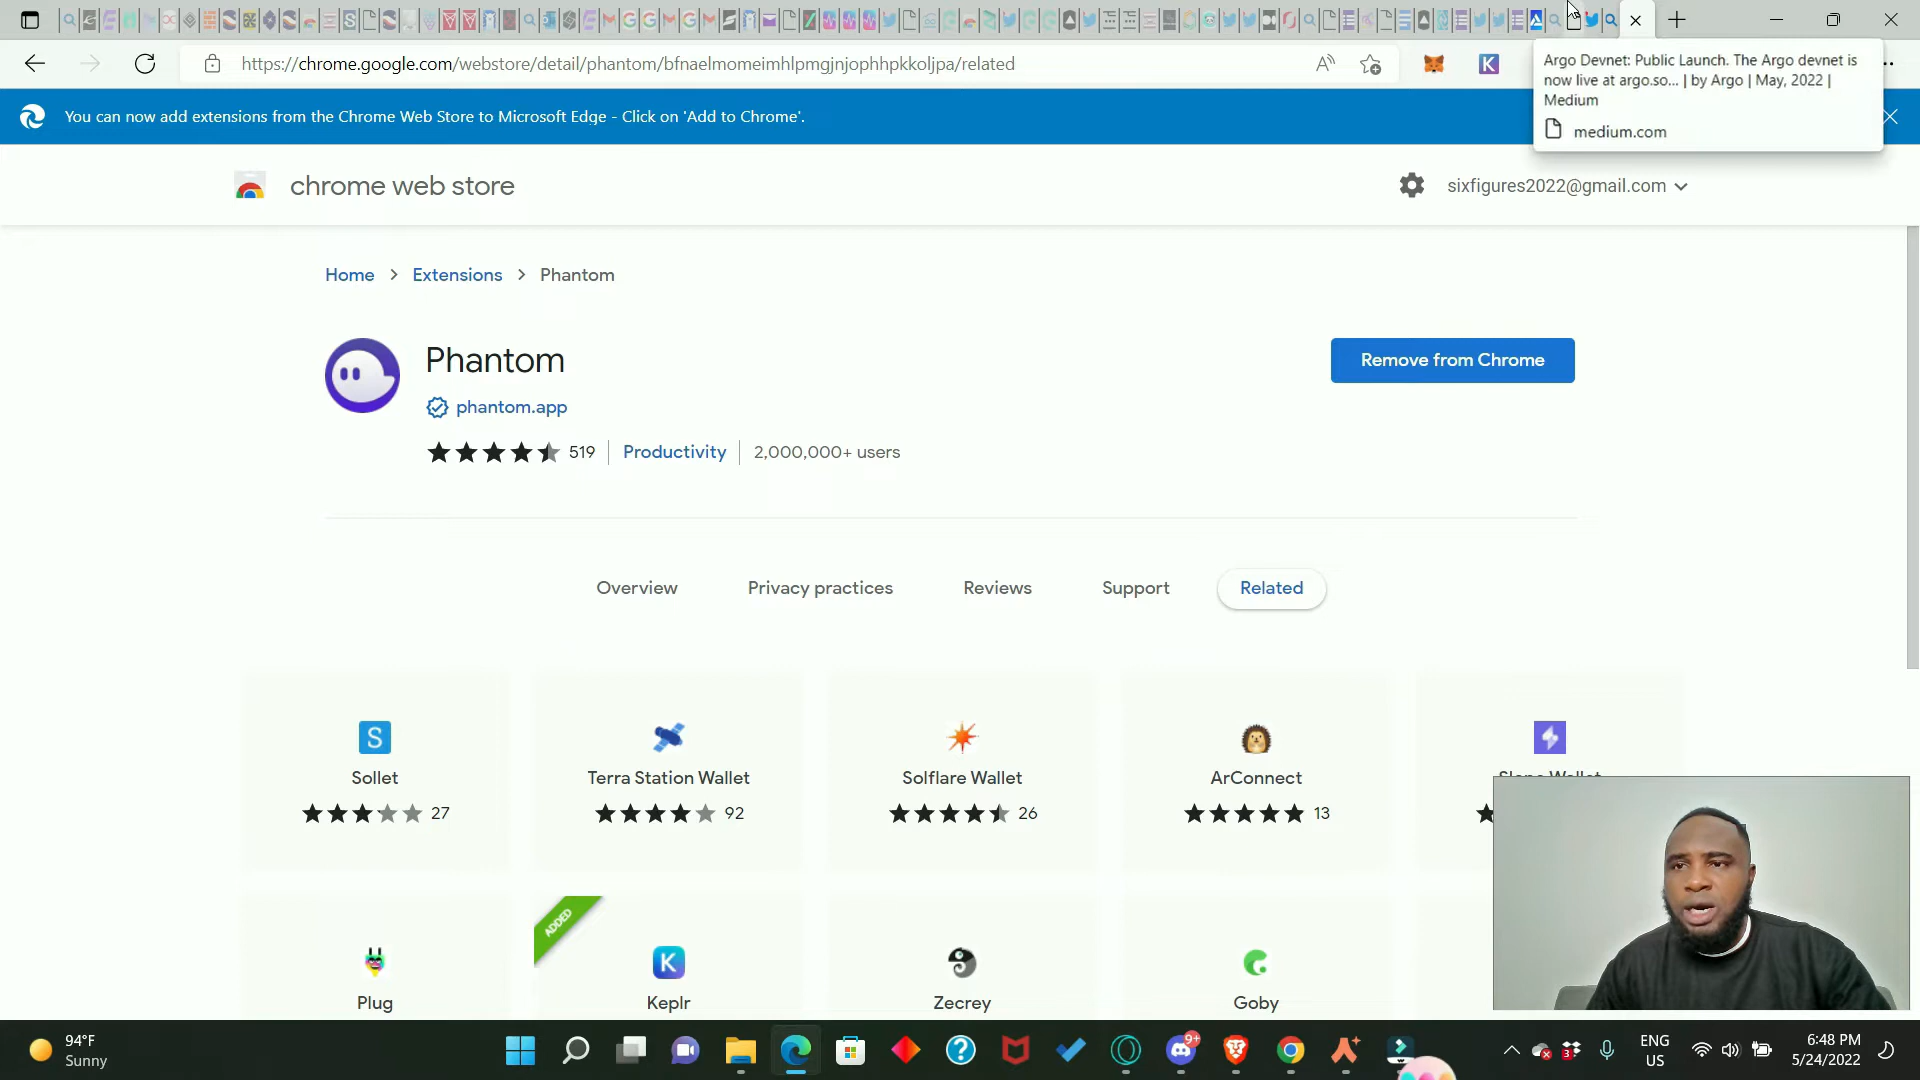 https://chrome.google.com/webstore/detail/phantom/bfnaelmomeimhlpmgjnjophhpkkoljpa/related
Argo Devnet: Public Launch. The Argo devnet is
now live at argo.so... | by Argo | May, 2022 |
Medium
medium.com
You can now add extensions from the Chrome Web Store to Microsoft Edge - Click on 'Add to Chrome'.
chrome web store
sixfigures2022@gmail.com
Home > Extensions > Phantom
Phantom
Remove from Chrome
phantom.app
519 | Productivity | 2,000,000+ users
Overview Privacy practices Reviews Support Related
Sollet Terra Station Wallet Solflare Wallet ArConnect
27 92 26 13
ADDED
Plug Keplr Zecrey Goby
94°F
Sunny
9+
3
ENG
US
6:48 PM
5/24/2022